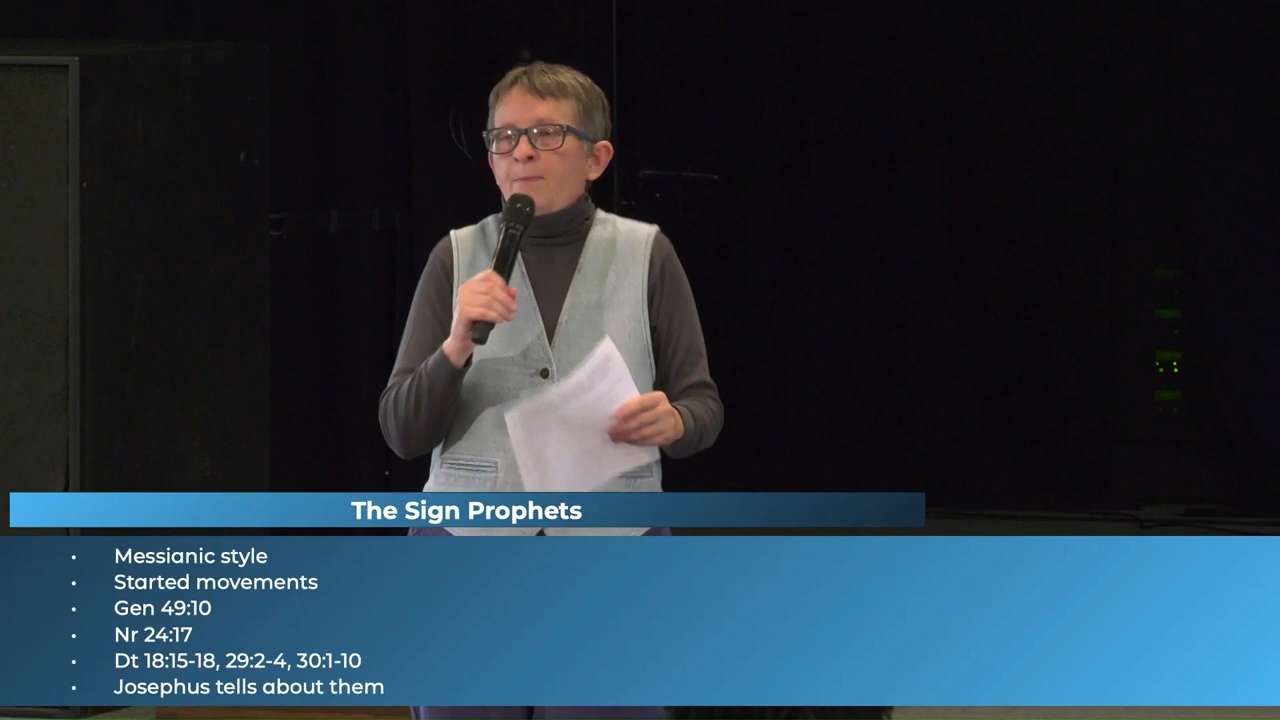 The Sign Prophets
• Messianic style
• Started movements
• Gen 49:10
• Nr 24:17
• Dt 18:15-18, 29:2-4, 30:1-10
• Josephus tells about them